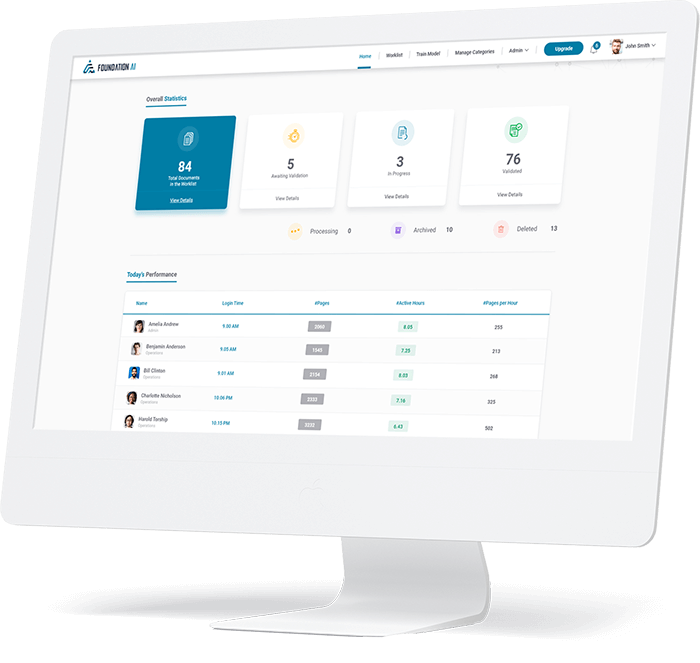 FOUNDATION AI
Home Worklist Train Model Manage Categories Admin Upgrade 6 John Smith
Overall Statistics
84
Total Documents
in the Worklist
View Details
5
Awaiting Validation
View Details
3
In Progress
View Details
76
Validated
View Details
Processing 0 Archived 10 Deleted 13
Today's Performance
Name Login Time #Pages #Active Hours #Pages per Hour
Amelia Andrew
Admin
9.00 AM 8.05 255
Benjamin Anderson
Operations
9.05 AM 1545 7.25 213
Bill Clinton
Operations
9.01 AM 2154 8.03 268
Charlotte Nicholson
Operations
10.06 PM 2332 7.16 325
Harold Torship
Operations
10.15 PM 3232 6.43 502